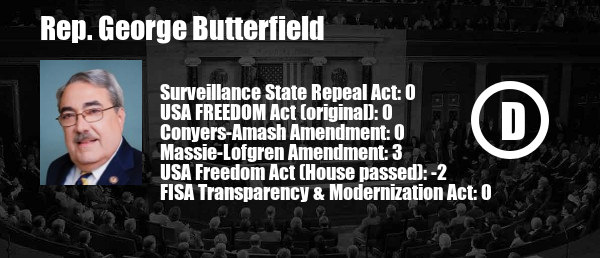 Rep. George Butterfield
Surveillance State Repeal Act: 0
USA FREEDOM Act (original): 0
Conyers-Amash Amendment: 0
Massie-Lofgren Amendment: 3
USA Freedom Act (House passed): -2
FISA Transparency & Modernization Act: 0
D